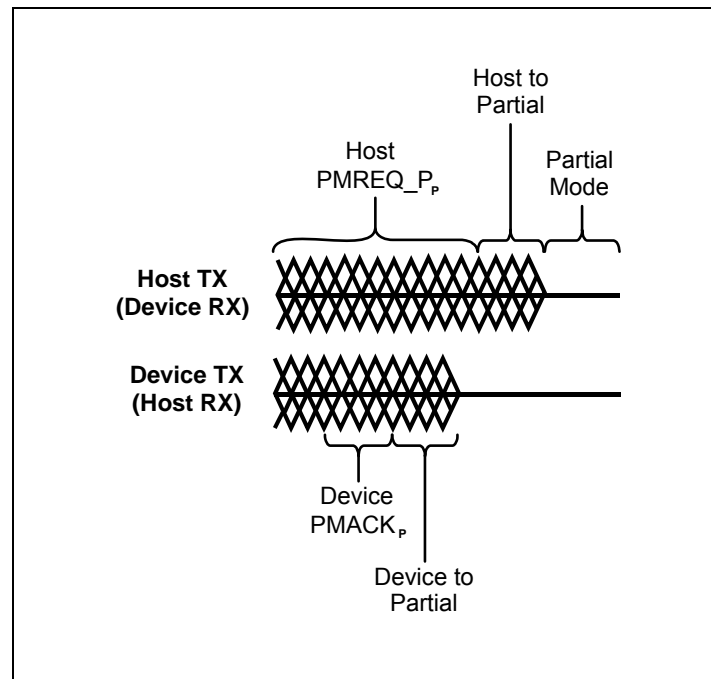 Host to
Partial
Host
PMREQ_Pₚ
Partial
Mode
Host TX
(Device RX)
Device TX
(Host RX)
Device
PMACKₚ
Device to
Partial